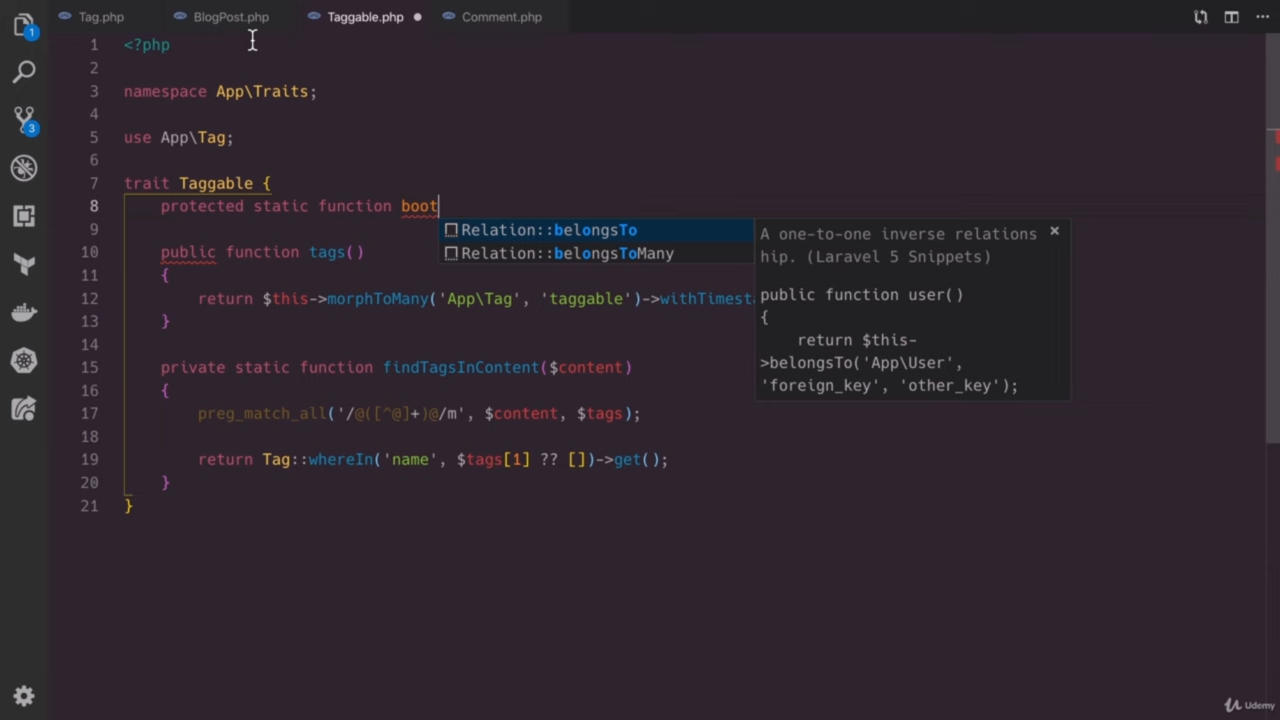 Tag.php BlogPost.php Taggable.php Comment.php
1 <?php
2
3 namespace App\Traits;
4
5 use App\Tag;
6
7 trait Taggable {
8 protected static function boot
Relation::belongsTo
Relation::belongsToMany
A one-to-one inverse relations
hip. (Laravel 5 Snippets)
public function user()
{
return $this-
>belongsTo('App\User',
'foreign_key', 'other_key');
9
10 public function tags()
11 {
12 return $this->morphToMany('App\Tag', 'taggable')->withTimesta
13 }
14
15 private static function findTagsInContent($content)
16 {
17 preg_match_all('/@([^@]+)@/m', $content, $tags);
18
19 return Tag::whereIn('name', $tags[1] ?? [])->get();
20 }
21 }
1
3
Udemy